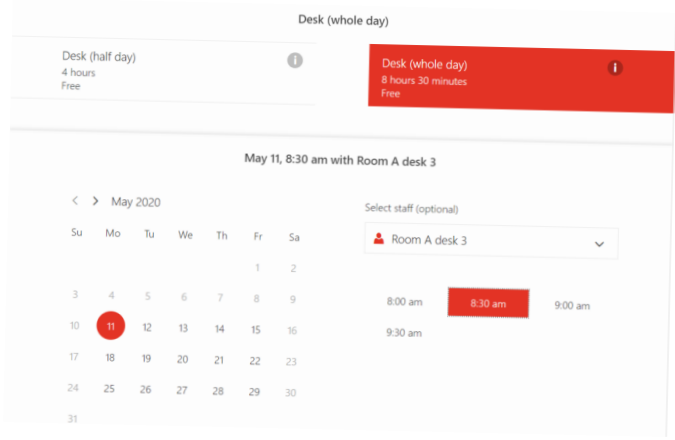 Desk (whole day)
Desk (half day)
4 hours
Free
i
Desk (whole day)
8 hours 30 minutes
Free
i
May 11, 8:30 am with Room A desk 3
May 2020
Su Mo Tu We Th Fr Sa
1 2
3 4 5 6 7 8 9
10 11 12 13 14 15 16
17 18 19 20 21 22 23
24 25 26 27 28 29 30
31
Select staff (optional)
Room A desk 3
8:00 am 8:30 am 9:00 am
9:30 am